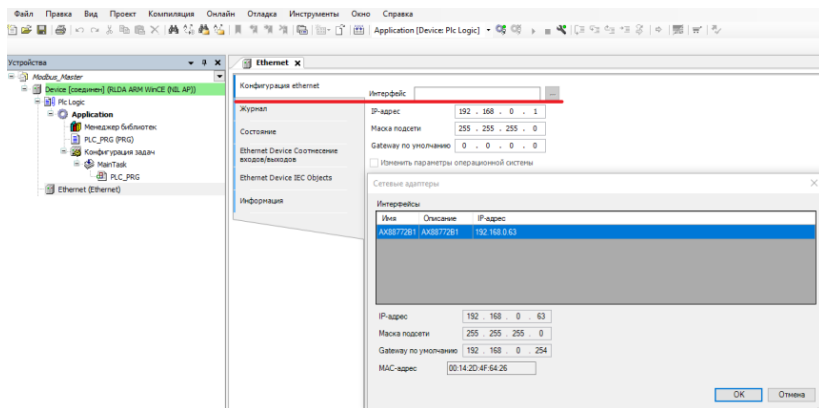 Файл Правка Вид Проект Компиляция Онлайн Отладка Инструменты Окно Справка
Application [Device: Plc Logic]
Устройства
Modbus_Master
Device [соединен] (RLDA ARM WinCE (NIL AP))
Plc Logic
Application
Менеджер библиотек
PLC_PRG (PRG)
Конфигурация задач
MainTask
PLC_PRG
Ethernet (Ethernet)
Ethernet
Конфигурация ethernet
Журнал
Состояние
Ethernet Device Соотнесение
входов/выходов
Ethernet Device IEC Objects
Информация
Интерфейс ...
IP-адрес 192 . 168 . 0 . 1
Маска подсети 255 . 255 . 255 . 0
Gateway по умолчанию 0 . 0 . 0 . 0
Изменить параметры операционной системы
Сетевые адаптеры
Интерфейсы
Имя Описание IP-адрес
AX88772B1 AX88772B1 192.168.0.63
IP-адрес 192 . 168 . 0 . 63
Маска подсети 255 . 255 . 255 . 0
Gateway по умолчанию 192 . 168 . 0 . 254
MAC-адрес 00:14:2D:4F:64:26
OK Отмена